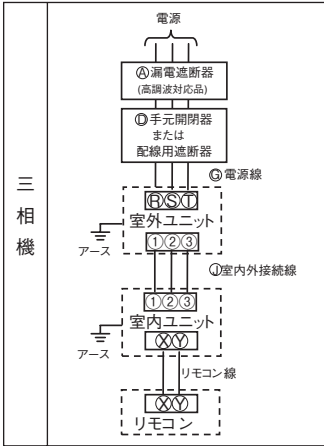 電源
Ⓐ漏電遮断器
(高調波対応品)
Ⓓ手元開閉器
または
配線用遮断器
Ⓖ電源線
ⓇⓈⓉ
室外ユニット
①②③
アース
Ⓙ室内外接続線
①②③
室内ユニット
ⓍⓎ
アース
リモコン線
ⓍⓎ
リモコン
三相機